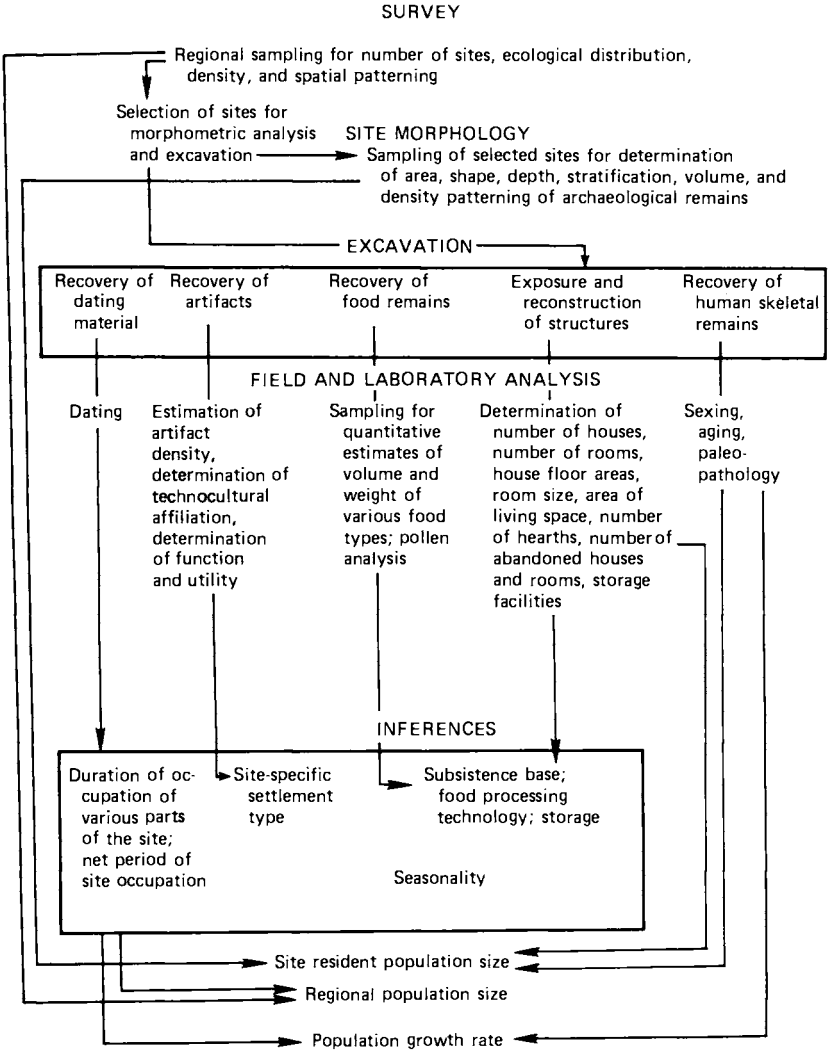 SURVEY
Regional sampling for number of sites, ecological distribution,
density, and spatial patterning
Selection of sites for
morphometric analysis
and excavation
SITE MORPHOLOGY
Sampling of selected sites for determination
of area, shape, depth, stratification, volume, and
density patterning of archaeological remains
EXCAVATION
Recovery of
dating
material
Recovery of
artifacts
Recovery of
food remains
Exposure and
reconstruction
of structures
Recovery of
human skeletal
remains
FIELD AND LABORATORY ANALYSIS
Dating
Estimation of
artifact
density,
determination of
technocultural
affiliation,
determination
of function
and utility
Sampling for
quantitative
estimates of
volume and
weight of
various food
types; pollen
analysis
Determination of
number of houses,
number of rooms,
house floor areas,
room size, area of
living space, number
of hearths, number of
abandoned houses
and rooms, storage
facilities
Sexing,
aging,
paleo-
pathology
INFERENCES
Duration of oc-
cupation of
various parts
of the site;
net period of
site occupation
Site-specific
settlement
type
Subsistence base;
food processing
technology; storage
Seasonality
Site resident population size
Regional population size
Population growth rate